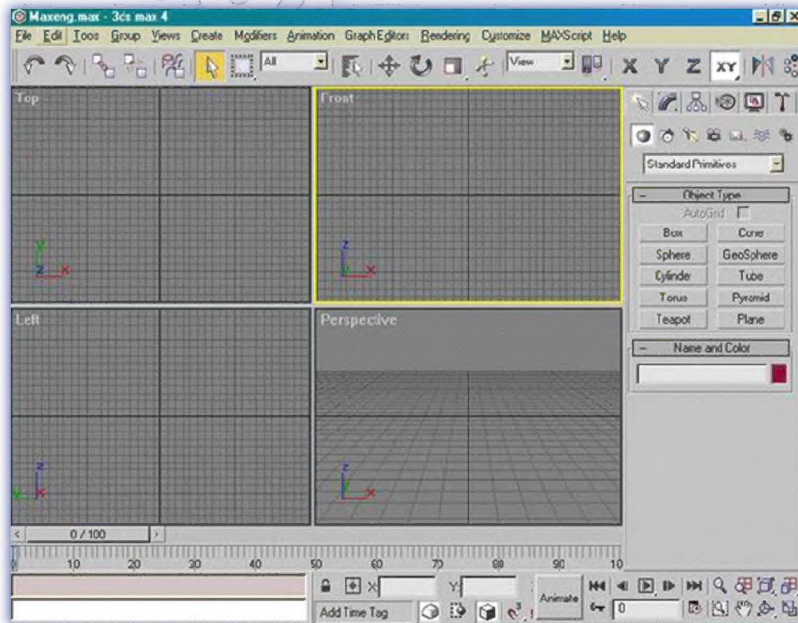 Maxeng.max - 3ds max 4
File Edit Tools Group Views Create Modifiers Animation Graph Editors Rendering Customize MAXScript Help
All View X Y Z XY
Top Front
Standard Primitives
- Object Type
AutoGrid
Box Cone
Sphere GeoSphere
Cylinder Tube
Torus Pyramid
Teapot Plane
Left Perspective
- Name and Color
y z x z y x
y z x z y x
< 0 / 100 >
0 10 20 30 40 50 60 70 80 90 10
X: Y: Animate
Add Time Tag 3 0